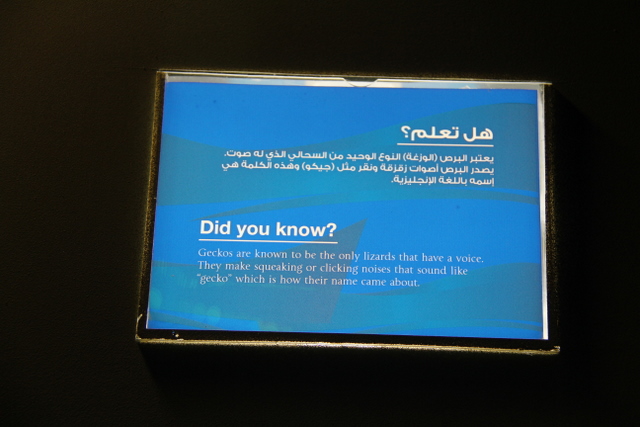 هل تعلم؟
يعتبر البرص (الوزغة) النوع الوحيد من السحالي الذي له صوت.
يصدر البرص أصوات زقزقة ونقر مثل (جيكو) وهذه الكلمة هي
إسمه باللغة الإنجليزية.
Did you know?
Geckos are known to be the only lizards that have a voice.
They make squeaking or clicking noises that sound like
"gecko" which is how their name came about.